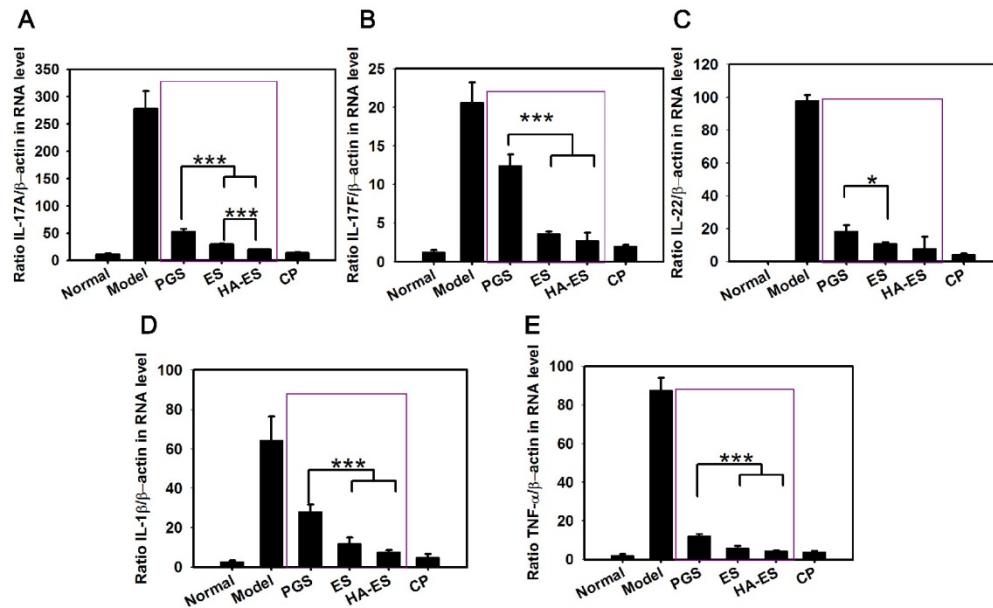 A
Ratio IL-17A/β-actin in RNA level
350
300
250
200
150
100
50
0
***
***
Normal
Model
PGS
ES
HA-ES
CP
B
Ratio IL-17F/β-actin in RNA level
25
20
15
10
5
0
***
Normal
Model
PGS
ES
HA-ES
CP
C
Ratio IL-22/β-actin in RNA level
120
100
80
60
40
20
0
*
Normal
Model
PGS
ES
HA-ES
CP
D
Ratio IL-1β/β-actin in RNA level
100
80
60
40
20
0
***
Normal
Model
PGS
ES
HA-ES
CP
E
Ratio TNF-α/β-actin in RNA level
100
80
60
40
20
0
***
Normal
Model
PGS
ES
HA-ES
CP